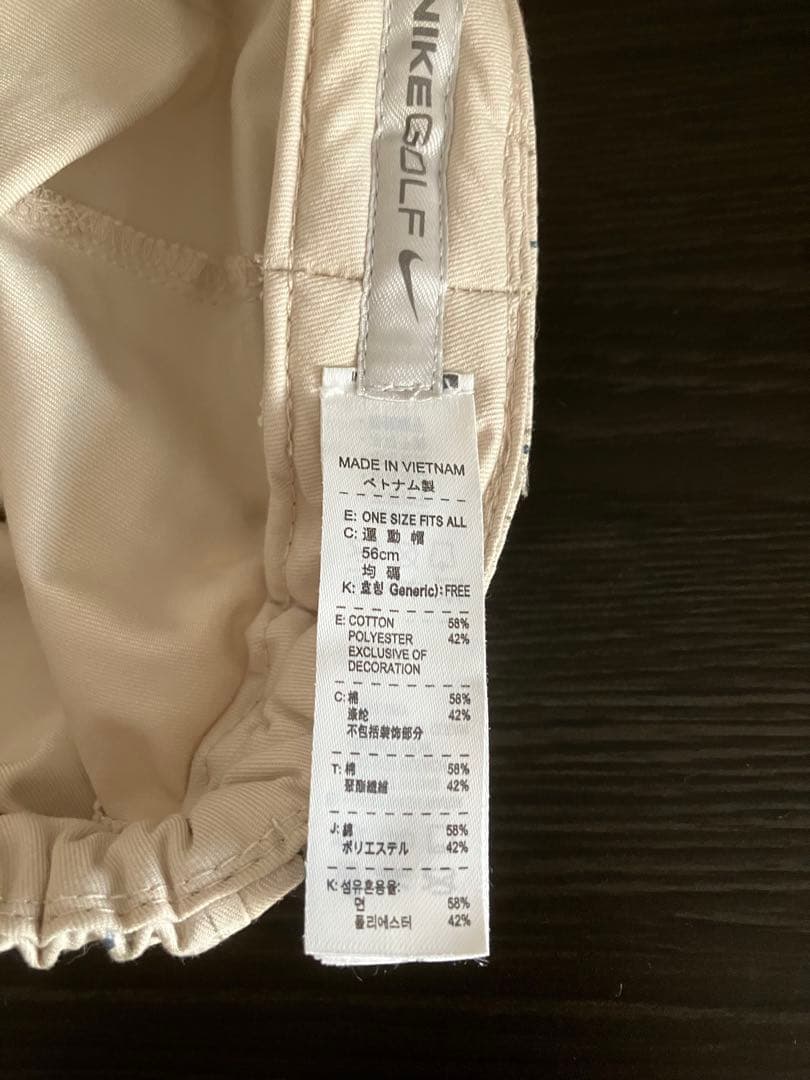 NIKEGOLF
MADE IN VIETNAM
ベトナム製
E: ONE SIZE FITS ALL
C: 運 動 帽
56cm
均 碼
K: 호칭 Generic): FREE
E: COTTON 58%
POLYESTER 42%
EXCLUSIVE OF
DECORATION
C: 棉 58%
涤纶 42%
不包括装饰部分
T: 棉 58%
聚酯纖維 42%
J: 綿 58%
ポリエステル 42%
K: 섬유혼용율:
면 58%
폴리에스터 42%